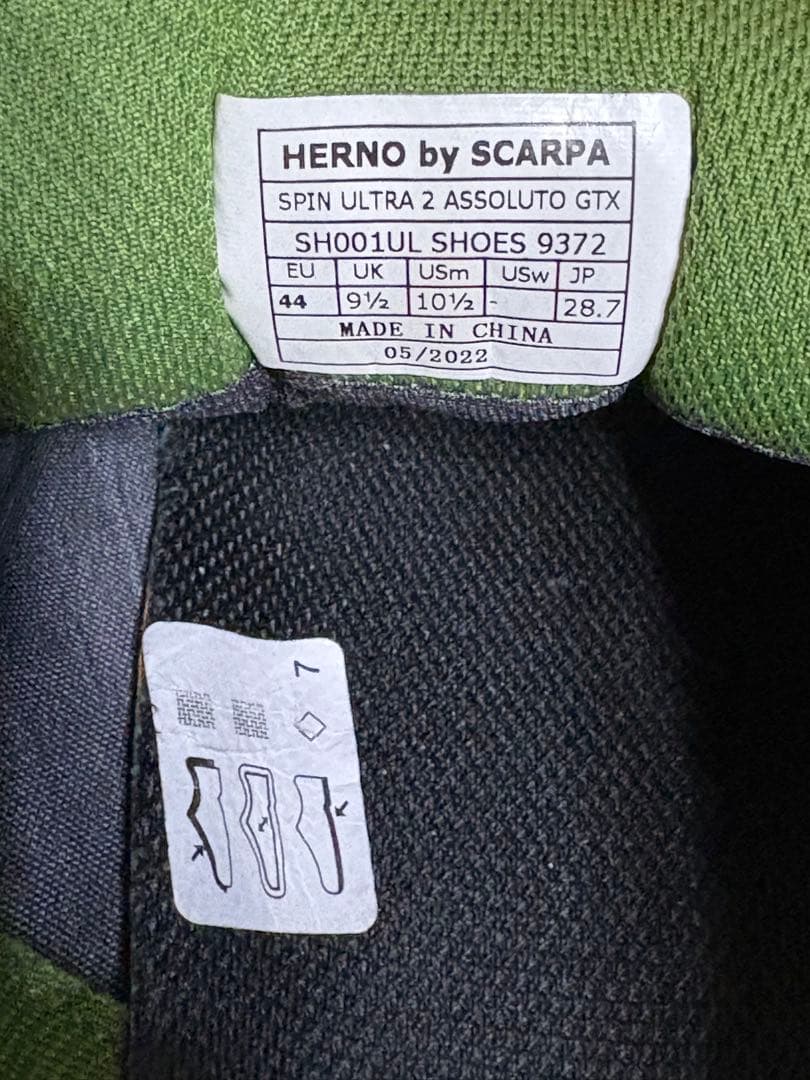 HERNO by SCARPA
SPIN ULTRA 2 ASSOLUTO GTX
SH001UL SHOES 9372
EU UK USm USw JP
44 9½ 10½ - 28.7
MADE IN CHINA
05/2022
7